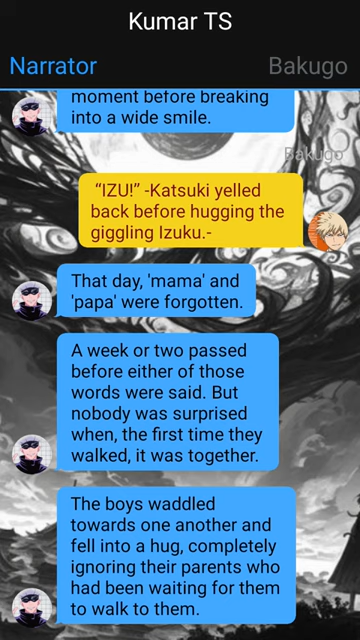 Kumar TS
Narrator
Bakugo
moment before breaking
into a wide smile.
Bakugo
“IZU!” -Katsuki yelled
back before hugging the
giggling Izuku.-
That day, 'mama' and
'papa' were forgotten.
A week or two passed
before either of those
words were said. But
nobody was surprised
when, the first time they
walked, it was together.
The boys waddled
towards one another and
fell into a hug, completely
ignoring their parents who
had been waiting for them
to walk to them.